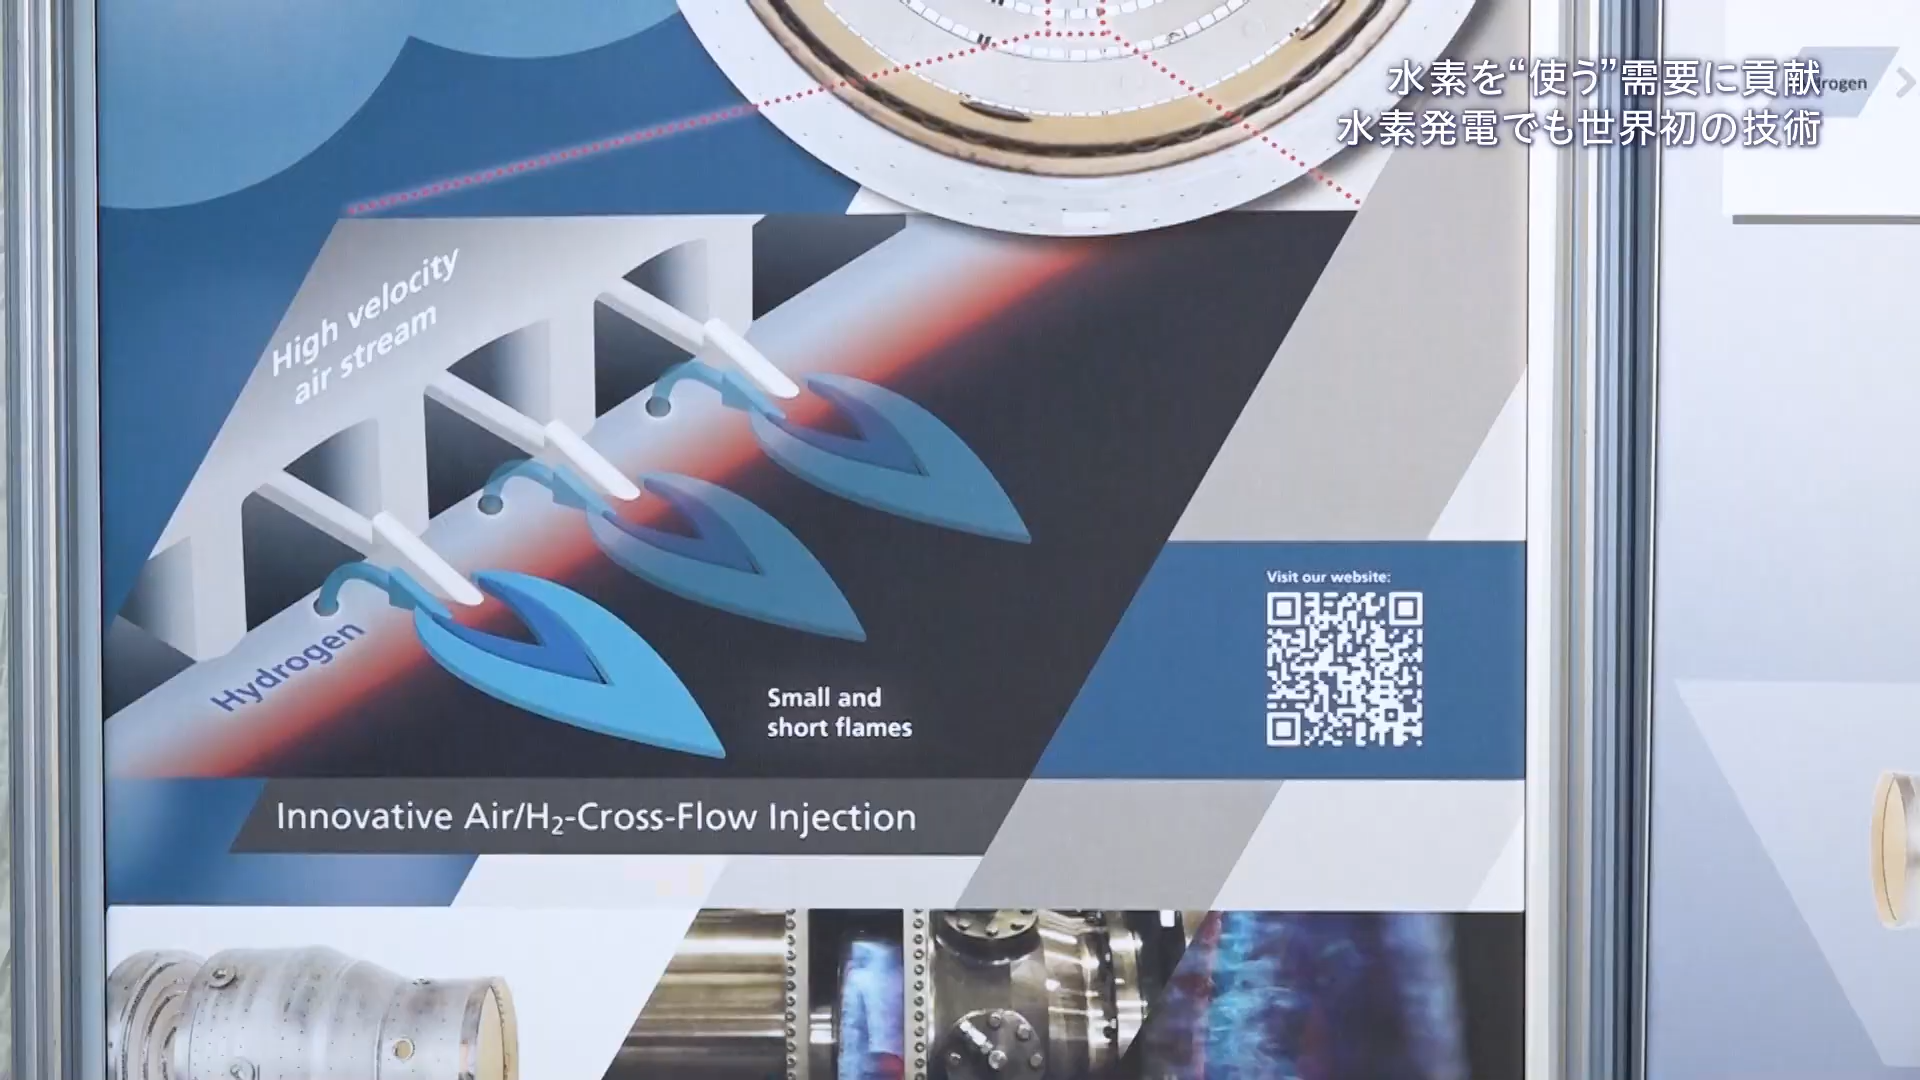 水素を“使う”需要に貢献
水素発電でも世界初の技術
rogen
High velocity
air stream
Hydrogen
Small and
short flames
Visit our website:
Innovative Air/H₂-Cross-Flow Injection